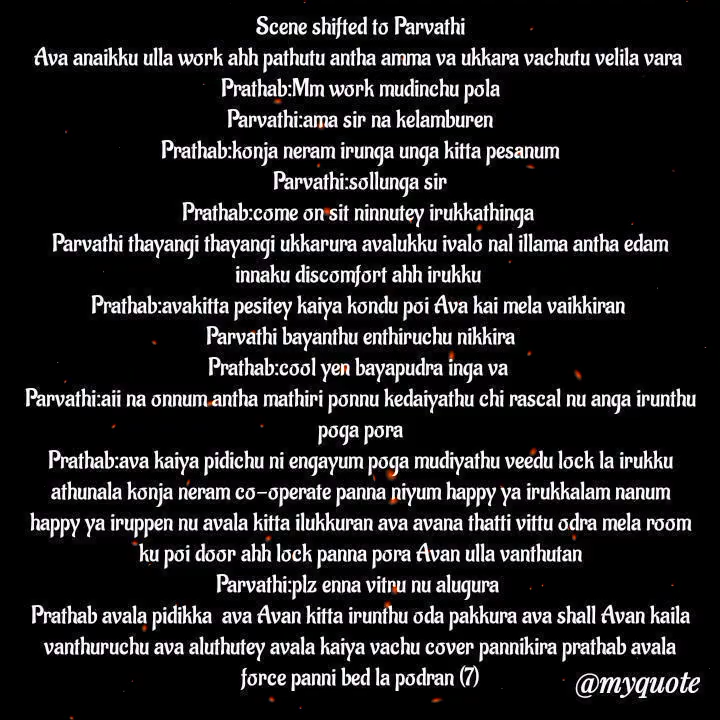 Scene shifted to Parvathi
Ava anaikku ulla work ahh pathutu antha amma va ukkara vachutu velila vara
Prathab:Mm work mudinchu pola
Parvathi:ama sir na kelamburen
Prathab:konja neram irunga unga kitta pesanum
Parvathi:sollunga sir
Prathab:come on sit ninnutey irukkathinga
Parvathi thayangi thayangi ukkarura avalukku ivalo nal illama antha edam
innaku discomfort ahh irukku
Prathab:avakitta pesitey kaiya kondu poi Ava kai mela vaikkiran
Parvathi bayanthu enthiruchu nikkira
Prathab:cool yen bayapudra inga va
Parvathi:aii na onnum antha mathiri ponnu kedaiyathu chi rascal nu anga irunthu
poga pora
Prathab:ava kaiya pidichu ni engayum poga mudiyathu veedu lock la irukku
athunala konja neram co-operate panna niyum happy ya irukkalam nanum
happy ya iruppen nu avala kitta ilukkuran ava avana thatti vittu odra mela room
ku poi door ahh lock panna pora Avan ulla vanthutan
Parvathi:plz enna vitru nu alugura
Prathab avala pidikka ava Avan kitta irunthu oda pakkura ava shall Avan kaila
vanthuruchu ava aluthutey avala kaiya vachu cover pannikira prathab avala
force panni bed la podran (7)
@myquote